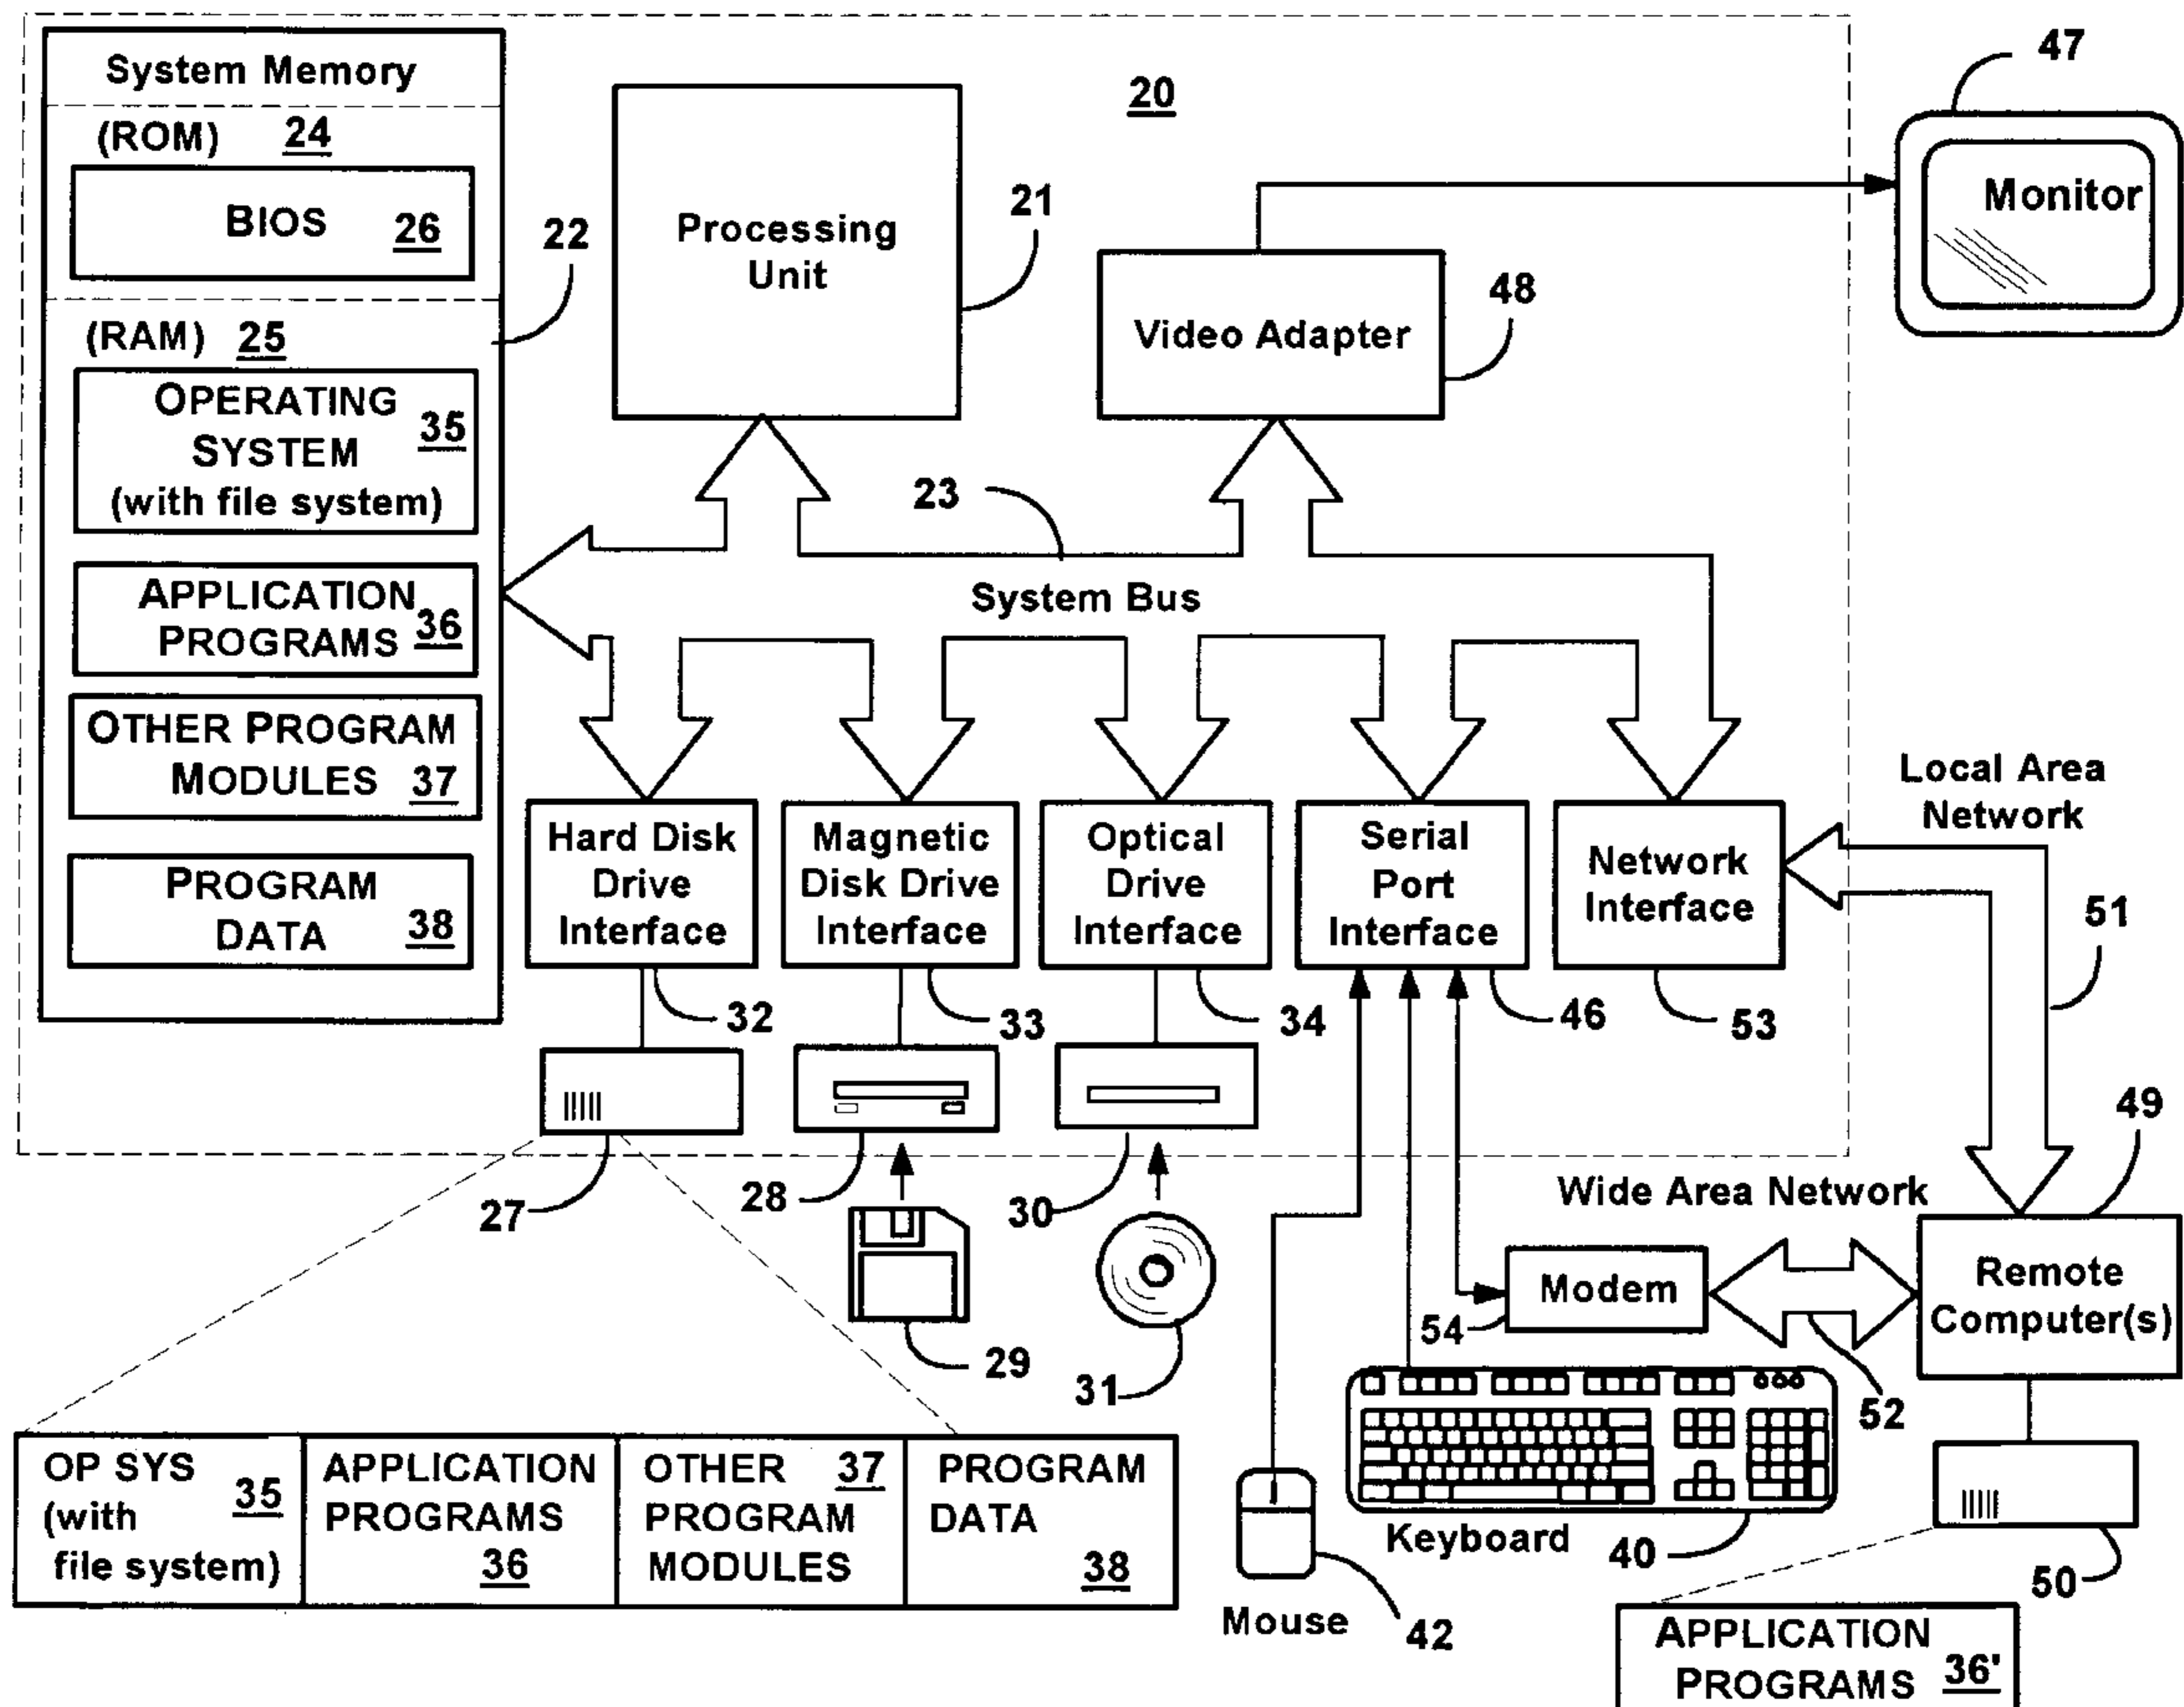 System Memory
(ROM) 24
BIOS 26
22
(RAM) 25
OPERATING
SYSTEM 35
(with file system)
APPLICATION
PROGRAMS 36
OTHER PROGRAM
MODULES 37
PROGRAM
DATA 38
20
Processing
Unit
21
Video Adapter
48
47
Monitor
23
System Bus
Hard Disk
Drive
Interface
32
Magnetic
Disk Drive
Interface
33
Optical
Drive
Interface
34
Serial
Port
Interface
46
Network
Interface
53
Local Area
Network
51
27
28
29
30
31
Wide Area Network
49
Modem
54
52
Remote
Computer(s)
50
Keyboard 40
Mouse
42
OP SYS 35
(with
file system)
APPLICATION
PROGRAMS
36
OTHER 37
PROGRAM
MODULES
PROGRAM
DATA
38
APPLICATION
PROGRAMS 36'